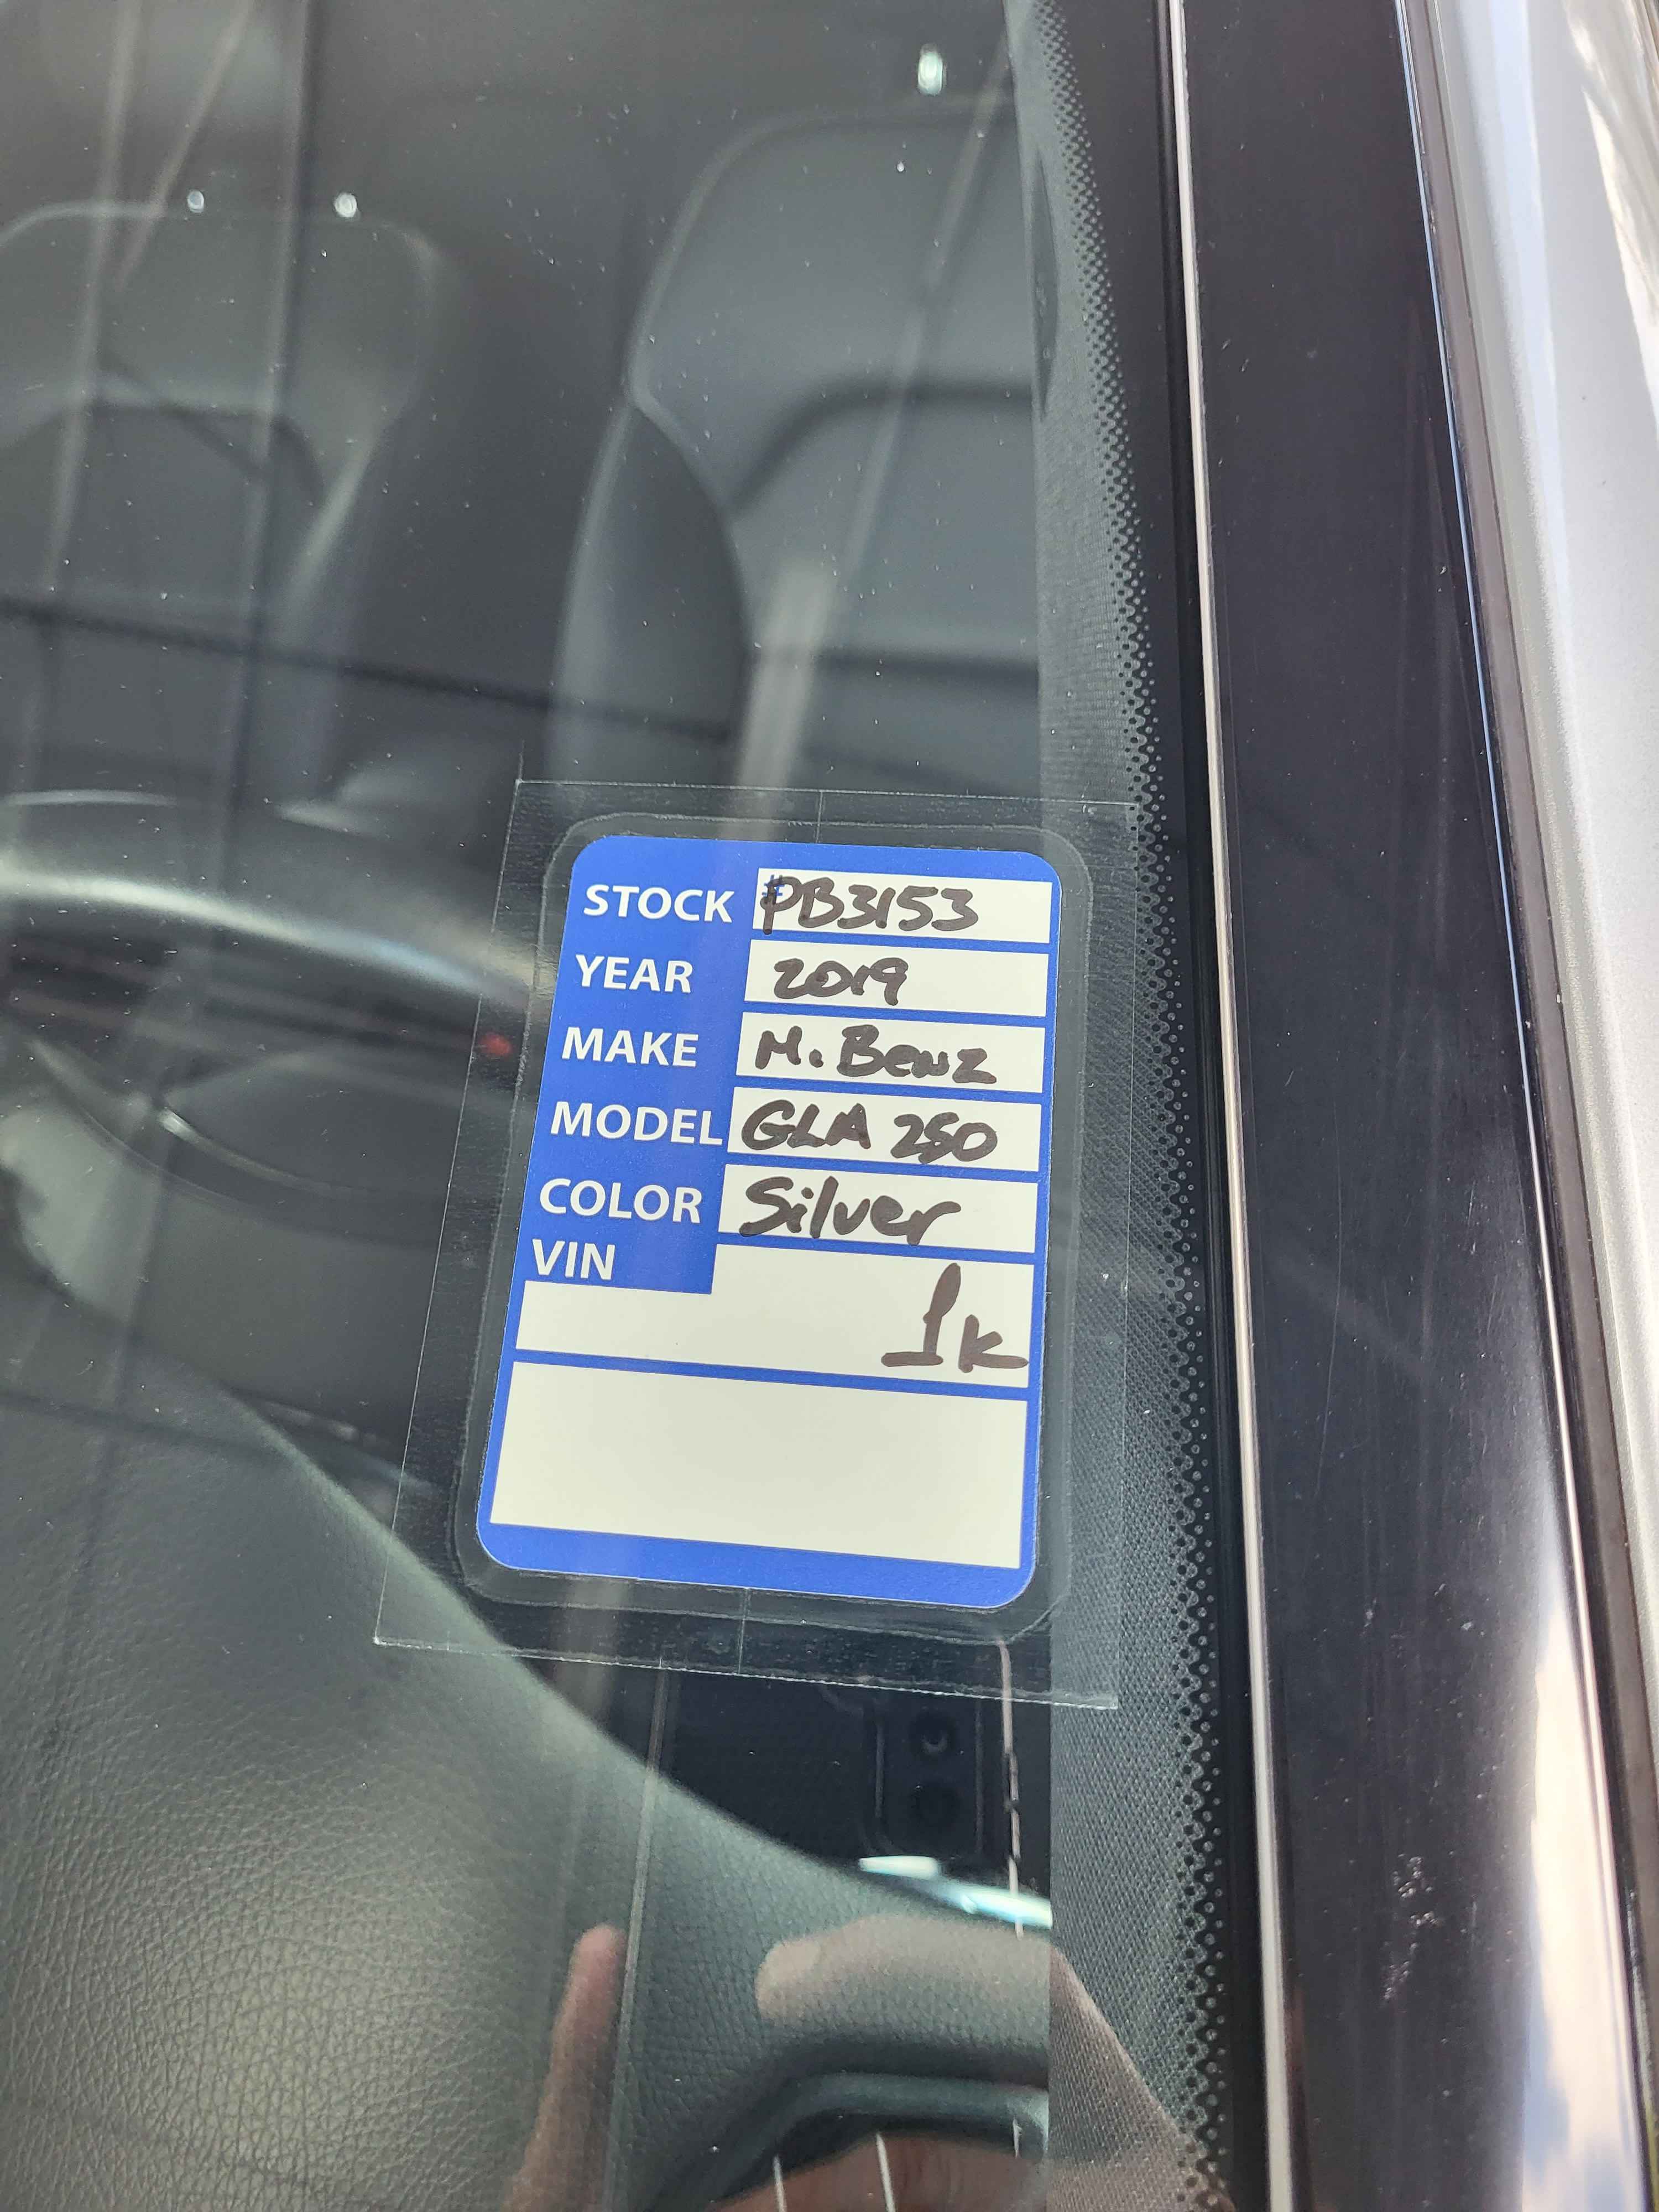 STOCK #PB3153
YEAR 2019
MAKE M. Benz
MODEL GLA 250
COLOR Silver
VIN
1k